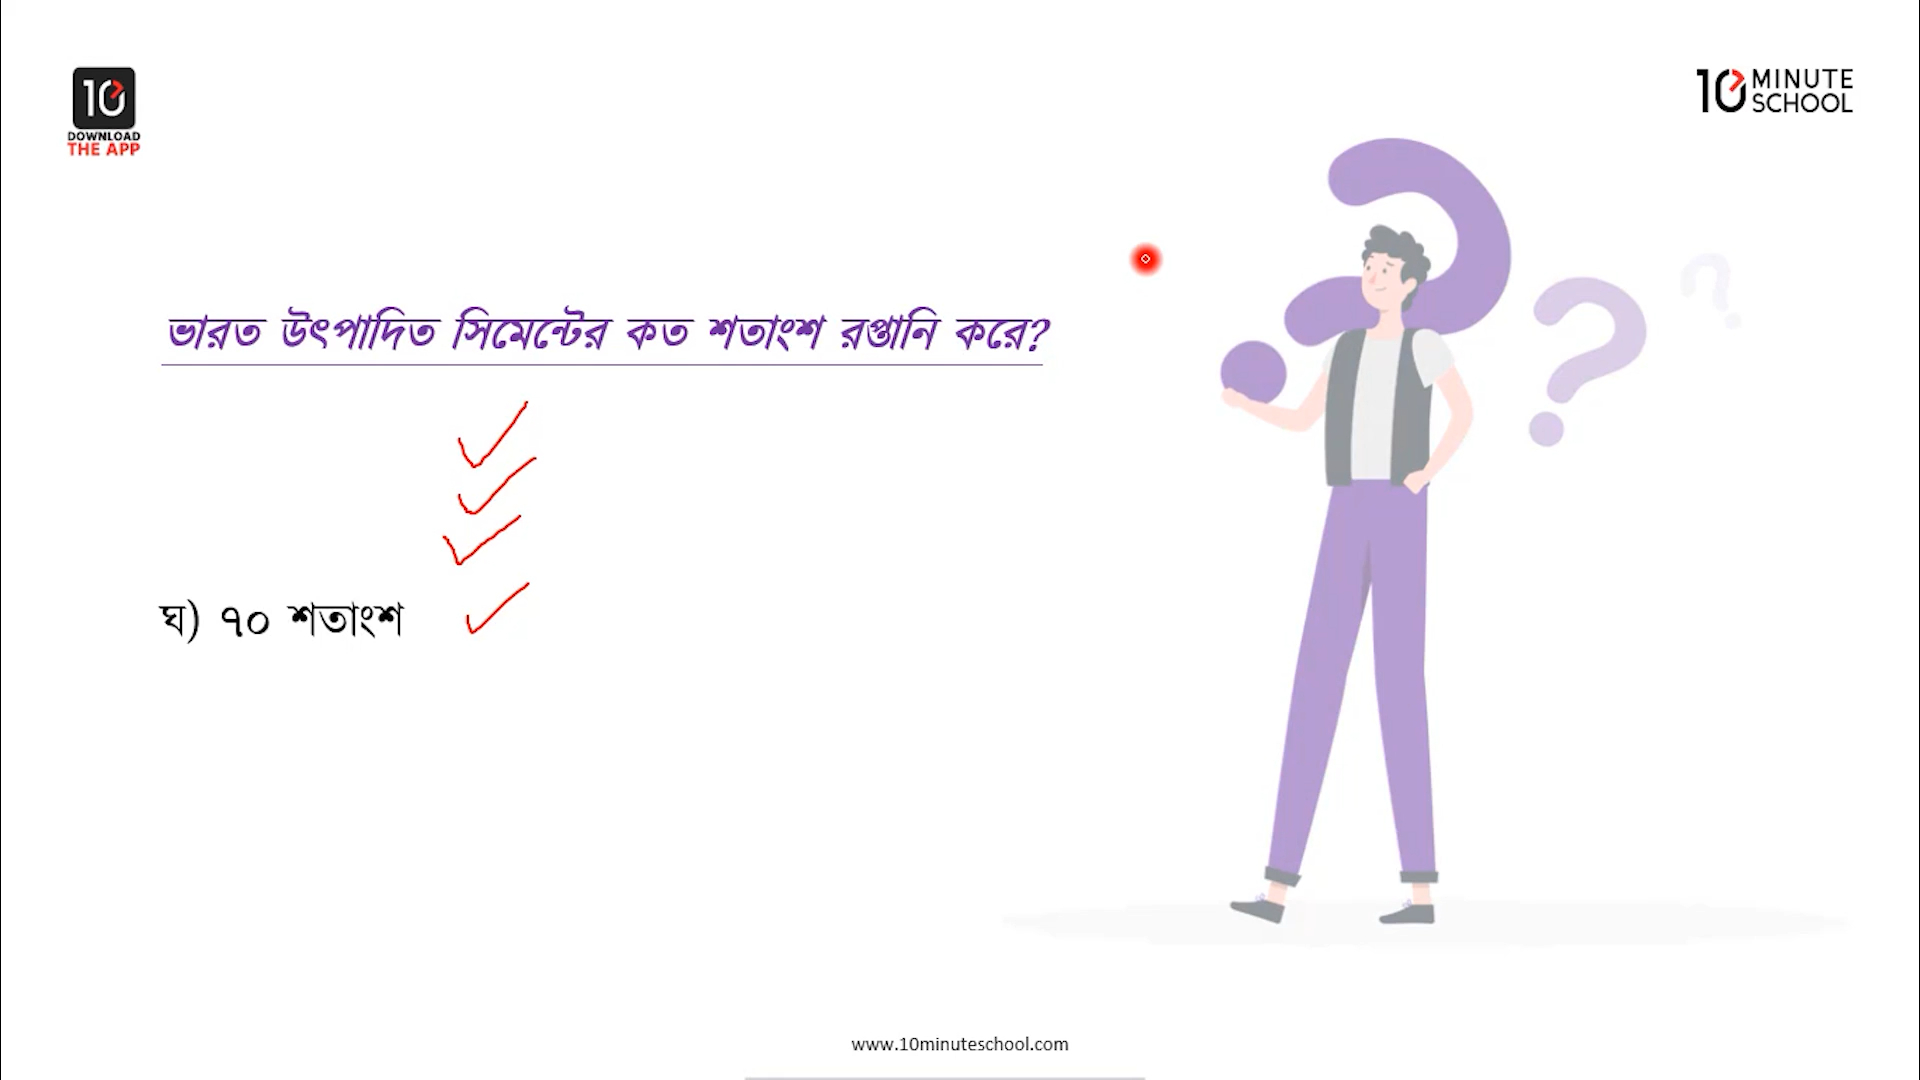 10
DOWNLOAD
THE APP
10 MINUTE
SCHOOL
ভারত উৎপাদিত সিমেন্টের কত শতাংশ রপ্তানি করে?
ঘ) ৭০ শতাংশ
www.10minuteschool.com